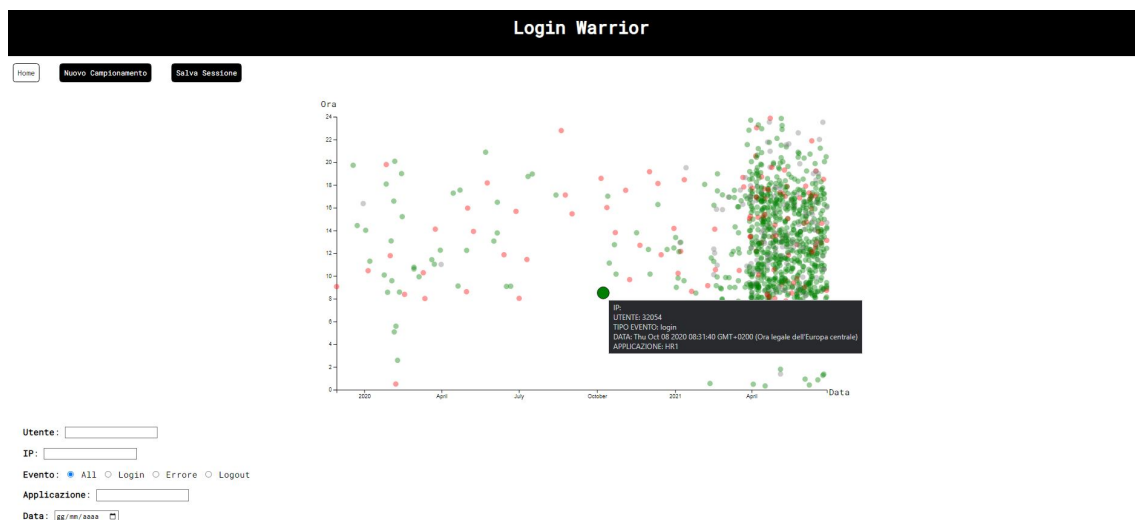 Login Warrior
Home Nuovo Campionamento Salva Sessione
Ora
24
22
20
18
16
14
12
10
8
6
4
2
0
2020 April July October 2021 April Data
IP:
UTENTE: 32054
TIPO EVENTO: login
DATA: Thu Oct 08 2020 08:31:40 GMT+0200 (Ora legale dell'Europa centrale)
APPLICAZIONE: HR1
Utente:
IP:
Evento: All Login Errore Logout
Applicazione:
Data: gg/mm/aaaa